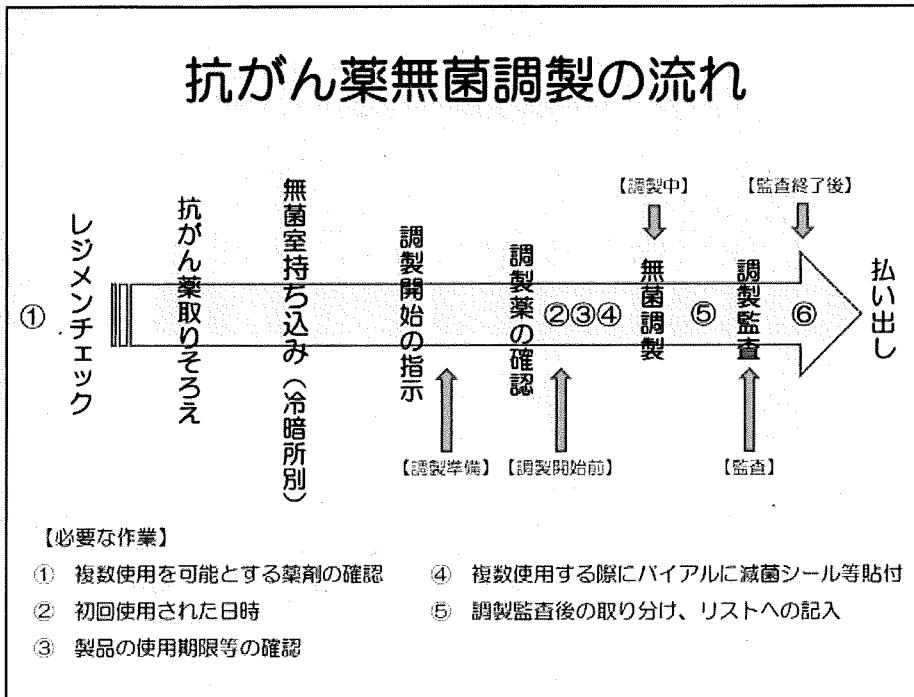 抗がん薬無菌調製の流れ
【調製中】
【監査終了後】
①
レジメンチェック
抗がん薬取りそろえ
無菌室持ち込み（冷暗所別）
調製開始の指示
調製薬の確認
②③④
無菌調製
⑤
調製監査
⑥
払い出し
【調製準備】
【調製開始前】
【監査】
【必要な作業】
① 複数使用を可能とする薬剤の確認
② 初回使用された日時
③ 製品の使用期限等の確認
④ 複数使用する際にバイアルに滅菌シール等貼付
⑤ 調製監査後の取り分け、リストへの記入